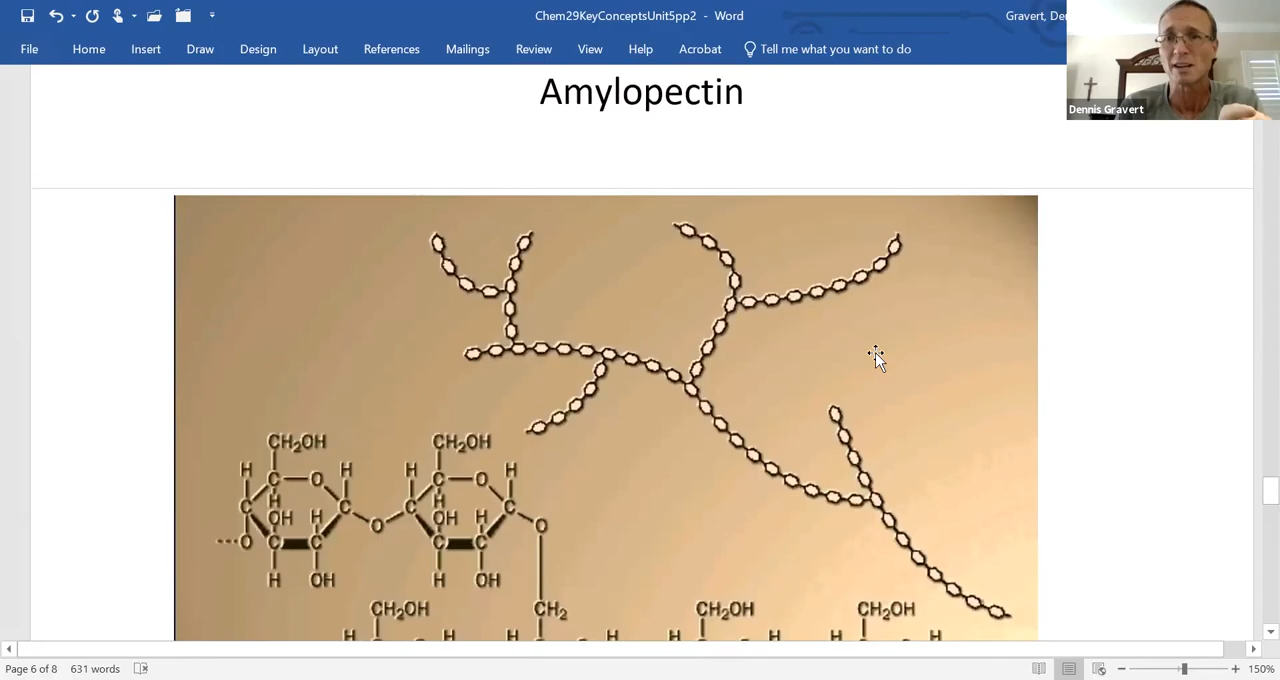 Chem29KeyConceptsUnit5pp2 - Word
Gravert, Den
File Home Insert Draw Design Layout References Mailings Review View Help Acrobat Tell me what you want to do
Dennis Gravert
Amylopectin
CH₂OH CH₂OH
H O H H O H
C C
H H
C OH H C O C OH H C O
O C C C C
H OH H OH
CH₂OH CH₂ CH₂OH CH₂OH
H H H H H H
Page 6 of 8 631 words 150%